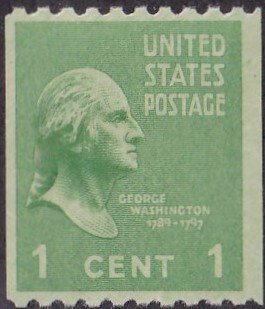 UNITED
STATES
POSTAGE
GEORGE
WASHINGTON
1789-1797
1 CENT 1